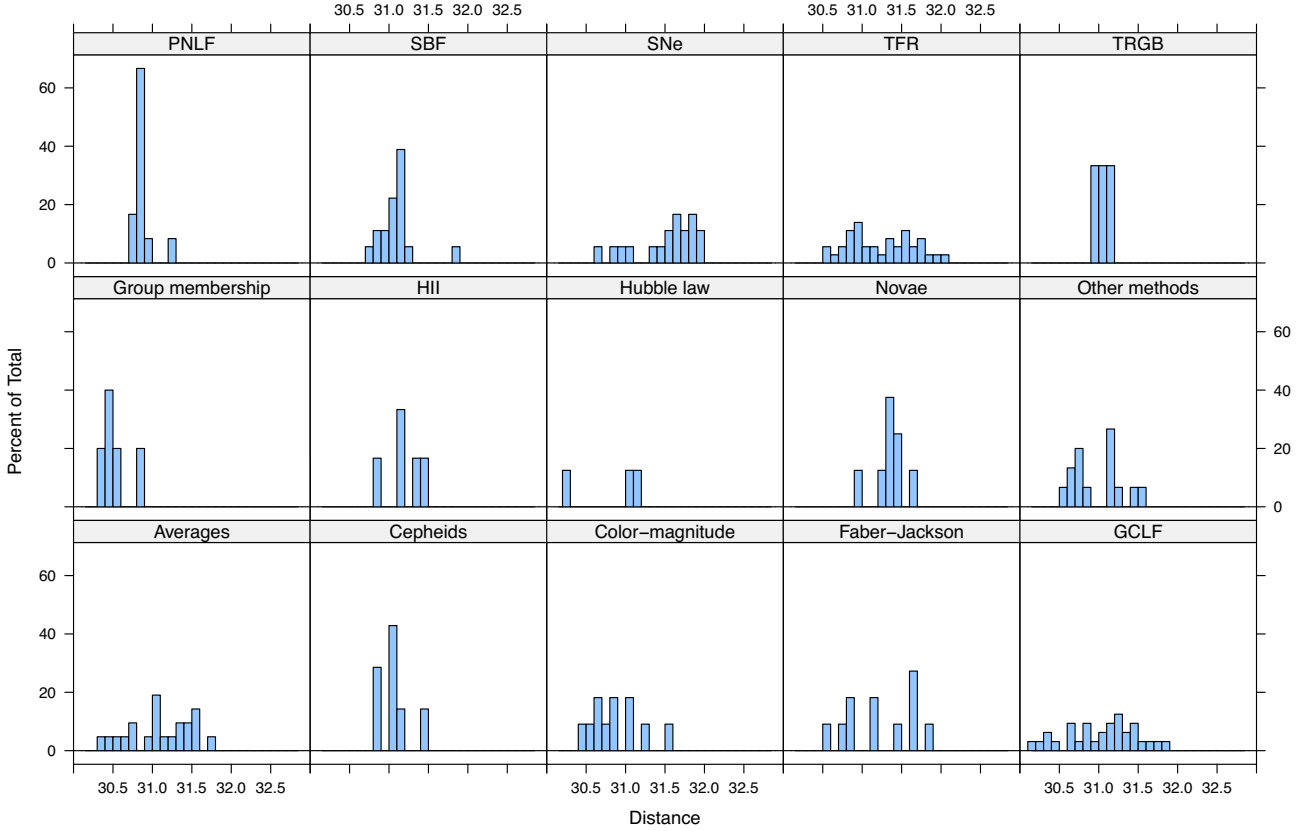 30.5 31.0 31.5 32.0 32.5 30.5 31.0 31.5 32.0 32.5
PNLF SBF SNe TFR TRGB
60
40
20
0
Group membership HII Hubble law Novae Other methods
60
40
20
0
Averages Cepheids Color−magnitude Faber−Jackson GCLF
60
40
20
0
30.5 31.0 31.5 32.0 32.5 30.5 31.0 31.5 32.0 32.5 30.5 31.0 31.5 32.0 32.5
Distance
Percent of Total